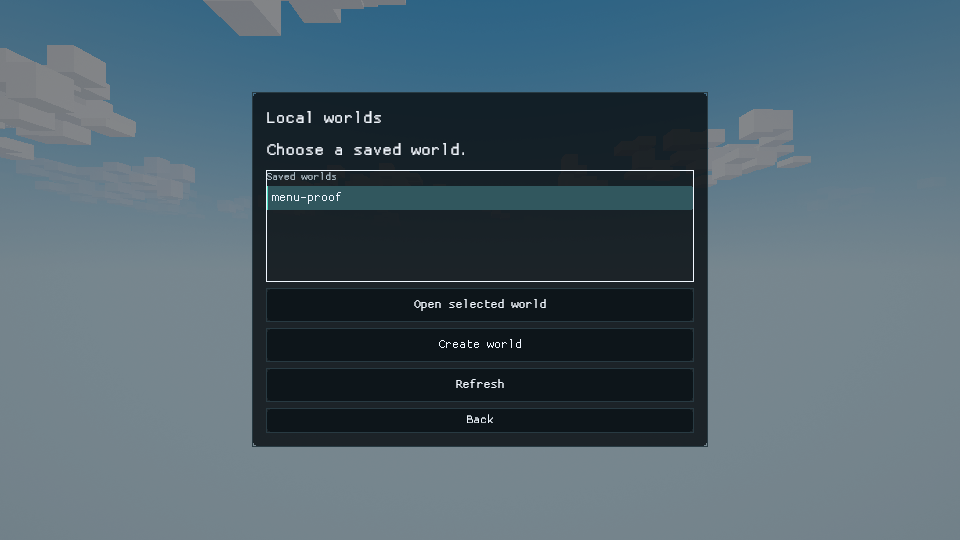 Local worlds
Choose a saved world.
Saved worlds
menu-proof
Open selected world
Create world
Refresh
Back